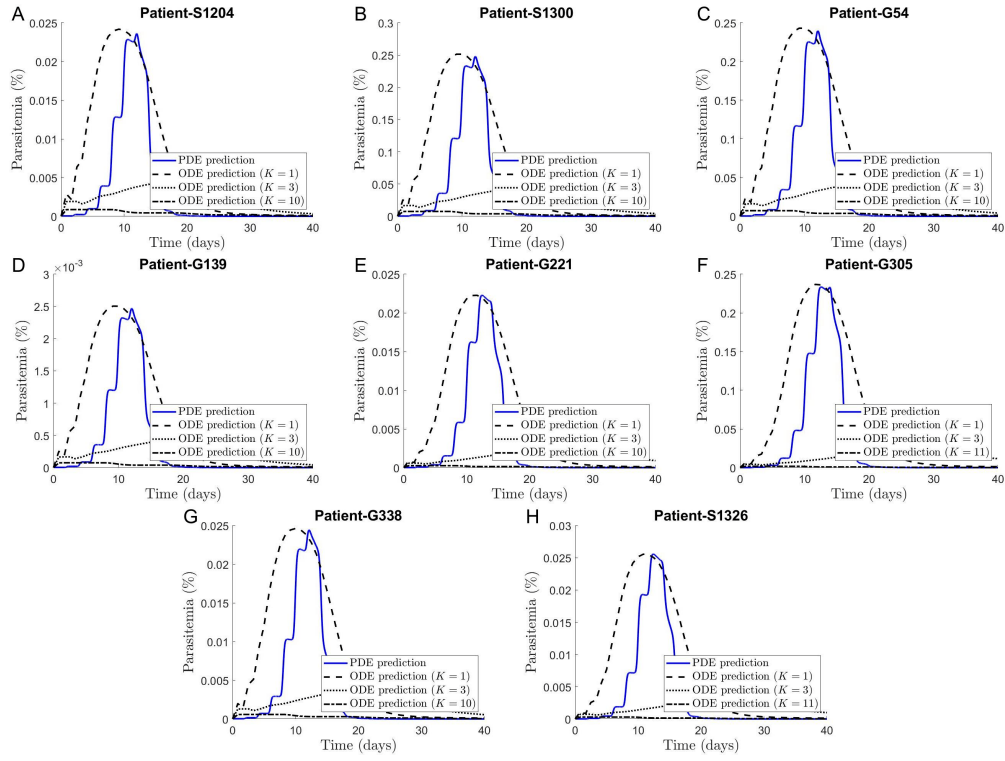 A
Patient-S1204
Parasitemia (%)
0.025
0.02
0.015
0.01
0.005
0
0 10 20 30 40
Time (days)
PDE prediction
ODE prediction (K = 1)
ODE prediction (K = 3)
ODE prediction (K = 10)
B
Patient-S1300
Parasitemia (%)
0.3
0.25
0.2
0.15
0.1
0.05
0
0 10 20 30 40
Time (days)
PDE prediction
ODE prediction (K = 1)
ODE prediction (K = 3)
ODE prediction (K = 10)
C
Patient-G54
Parasitemia (%)
0.25
0.2
0.15
0.1
0.05
0
0 10 20 30 40
Time (days)
PDE prediction
ODE prediction (K = 1)
ODE prediction (K = 3)
ODE prediction (K = 10)
D
Patient-G139
×10⁻³
Parasitemia (%)
3
2.5
2
1.5
1
0.5
0
0 10 20 30 40
Time (days)
PDE prediction
ODE prediction (K = 1)
ODE prediction (K = 3)
ODE prediction (K = 10)
E
Patient-G221
Parasitemia (%)
0.025
0.02
0.015
0.01
0.005
0
0 10 20 30 40
Time (days)
PDE prediction
ODE prediction (K = 1)
ODE prediction (K = 3)
ODE prediction (K = 10)
F
Patient-G305
Parasitemia (%)
0.25
0.2
0.15
0.1
0.05
0
0 10 20 30 40
Time (days)
PDE prediction
ODE prediction (K = 1)
ODE prediction (K = 3)
ODE prediction (K = 11)
G
Patient-G338
Parasitemia (%)
0.025
0.02
0.015
0.01
0.005
0
0 10 20 30 40
Time (days)
PDE prediction
ODE prediction (K = 1)
ODE prediction (K = 3)
ODE prediction (K = 10)
H
Patient-S1326
Parasitemia (%)
0.03
0.025
0.02
0.015
0.01
0.005
0
0 10 20 30 40
Time (days)
PDE prediction
ODE prediction (K = 1)
ODE prediction (K = 3)
ODE prediction (K = 11)